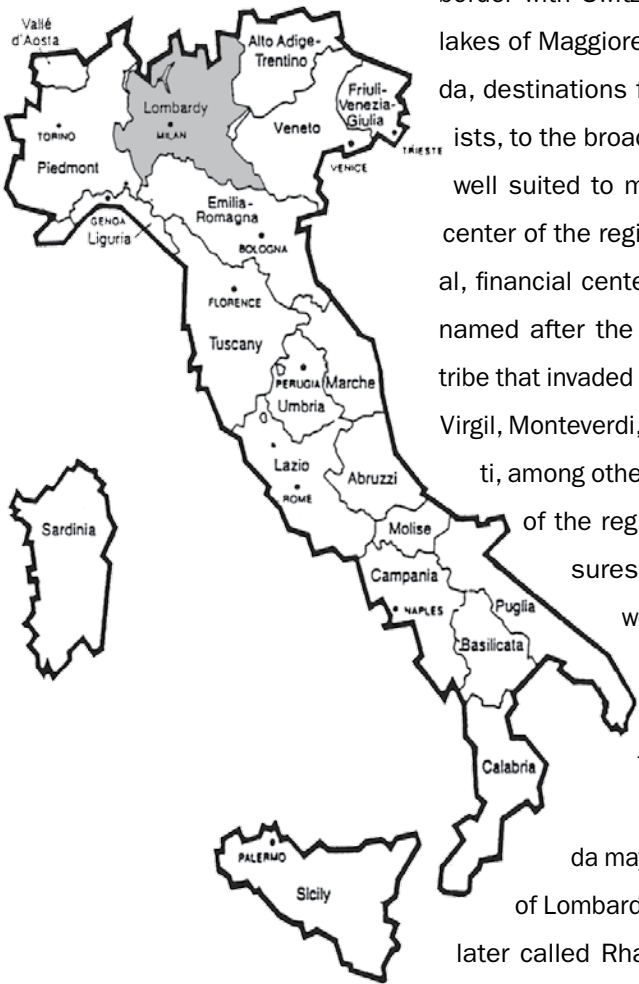 Vallé
d'Aosta
Alto Adige-
Trentino
Friuli-
Venezia-
Giulia
Lombardy
MILAN
TORINO
Piedmont
Veneto
VENICE
TRIESTE
Emilia-
Romagna
GENOA
Liguria
BOLOGNA
FLORENCE
Tuscany
PERUGIA
Marche
Umbria
Lazio
ROME
Abruzzi
Molise
Sardinia
Campania
NAPLES
Puglia
Basilicata
Calabria
PALERMO
Sicily
lakes of Maggiore
da, destinations f
ists, to the broad
well suited to m
center of the regi
al, financial cente
named after the
tribe that invaded
Virgil, Monteverdi,
ti, among othe
of the reg
sures
w
da may
of Lombard
later called Rha